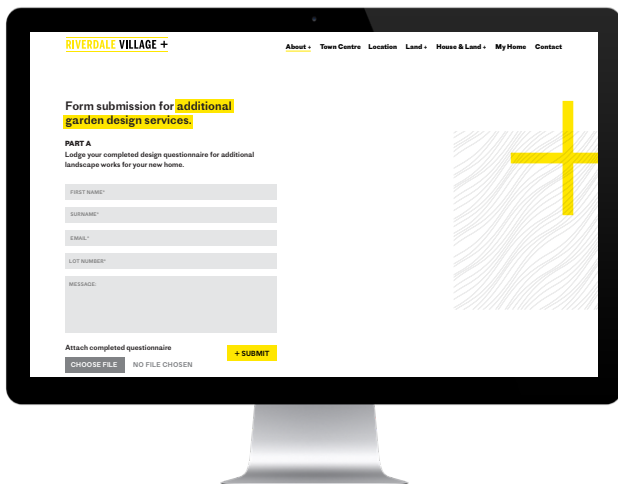 RIVERDALE VILLAGE +
About + Town Centre Location Land + House & Land + My Home Contact
Form submission for additional
garden design services.
PART A
Lodge your completed design questionnaire for additional
landscape works for your new home.
FIRST NAME*
SURNAME*
EMAIL*
LOT NUMBER*
MESSAGE:
Attach completed questionnaire
+ SUBMIT
CHOOSE FILE NO FILE CHOSEN